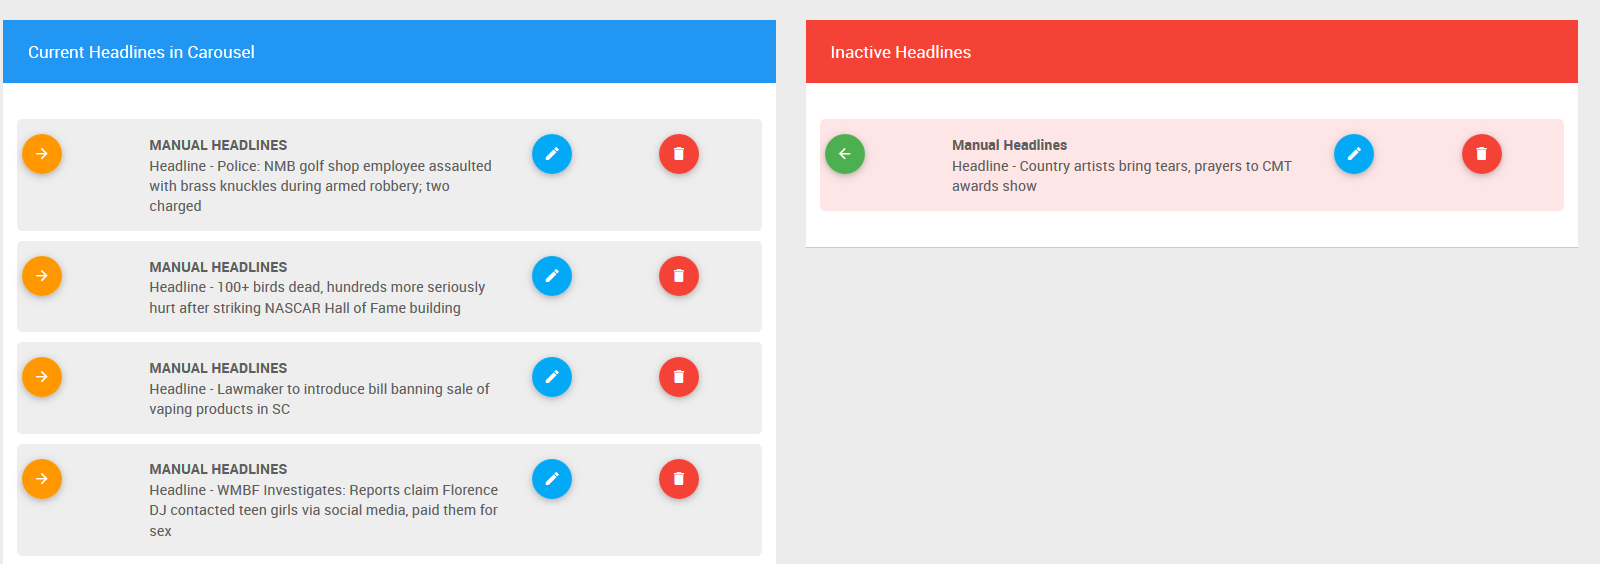 Current Headlines in Carousel
MANUAL HEADLINES
Headline - Police: NMB golf shop employee assaulted
with brass knuckles during armed robbery; two
charged
MANUAL HEADLINES
Headline - 100+ birds dead, hundreds more seriously
hurt after striking NASCAR Hall of Fame building
MANUAL HEADLINES
Headline - Lawmaker to introduce bill banning sale of
vaping products in SC
MANUAL HEADLINES
Headline - WMBF Investigates: Reports claim Florence
DJ contacted teen girls via social media, paid them for
sex
Inactive Headlines
Manual Headlines
Headline - Country artists bring tears, prayers to CMT
awards show